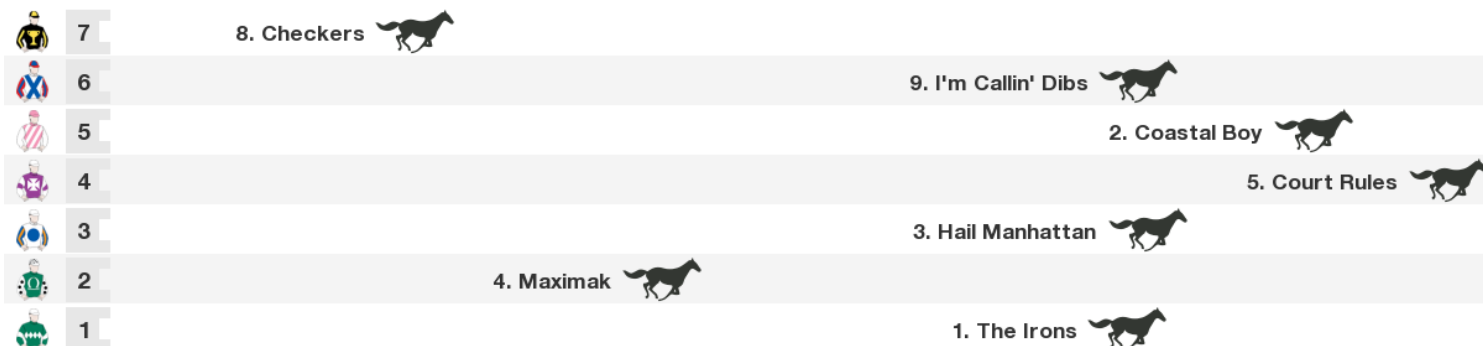 7 8. Checkers
6 9. I'm Callin' Dibs
5 2. Coastal Boy
4 5. Court Rules
3 3. Hail Manhattan
2 Ω 4. Maximak
1 1. The Irons